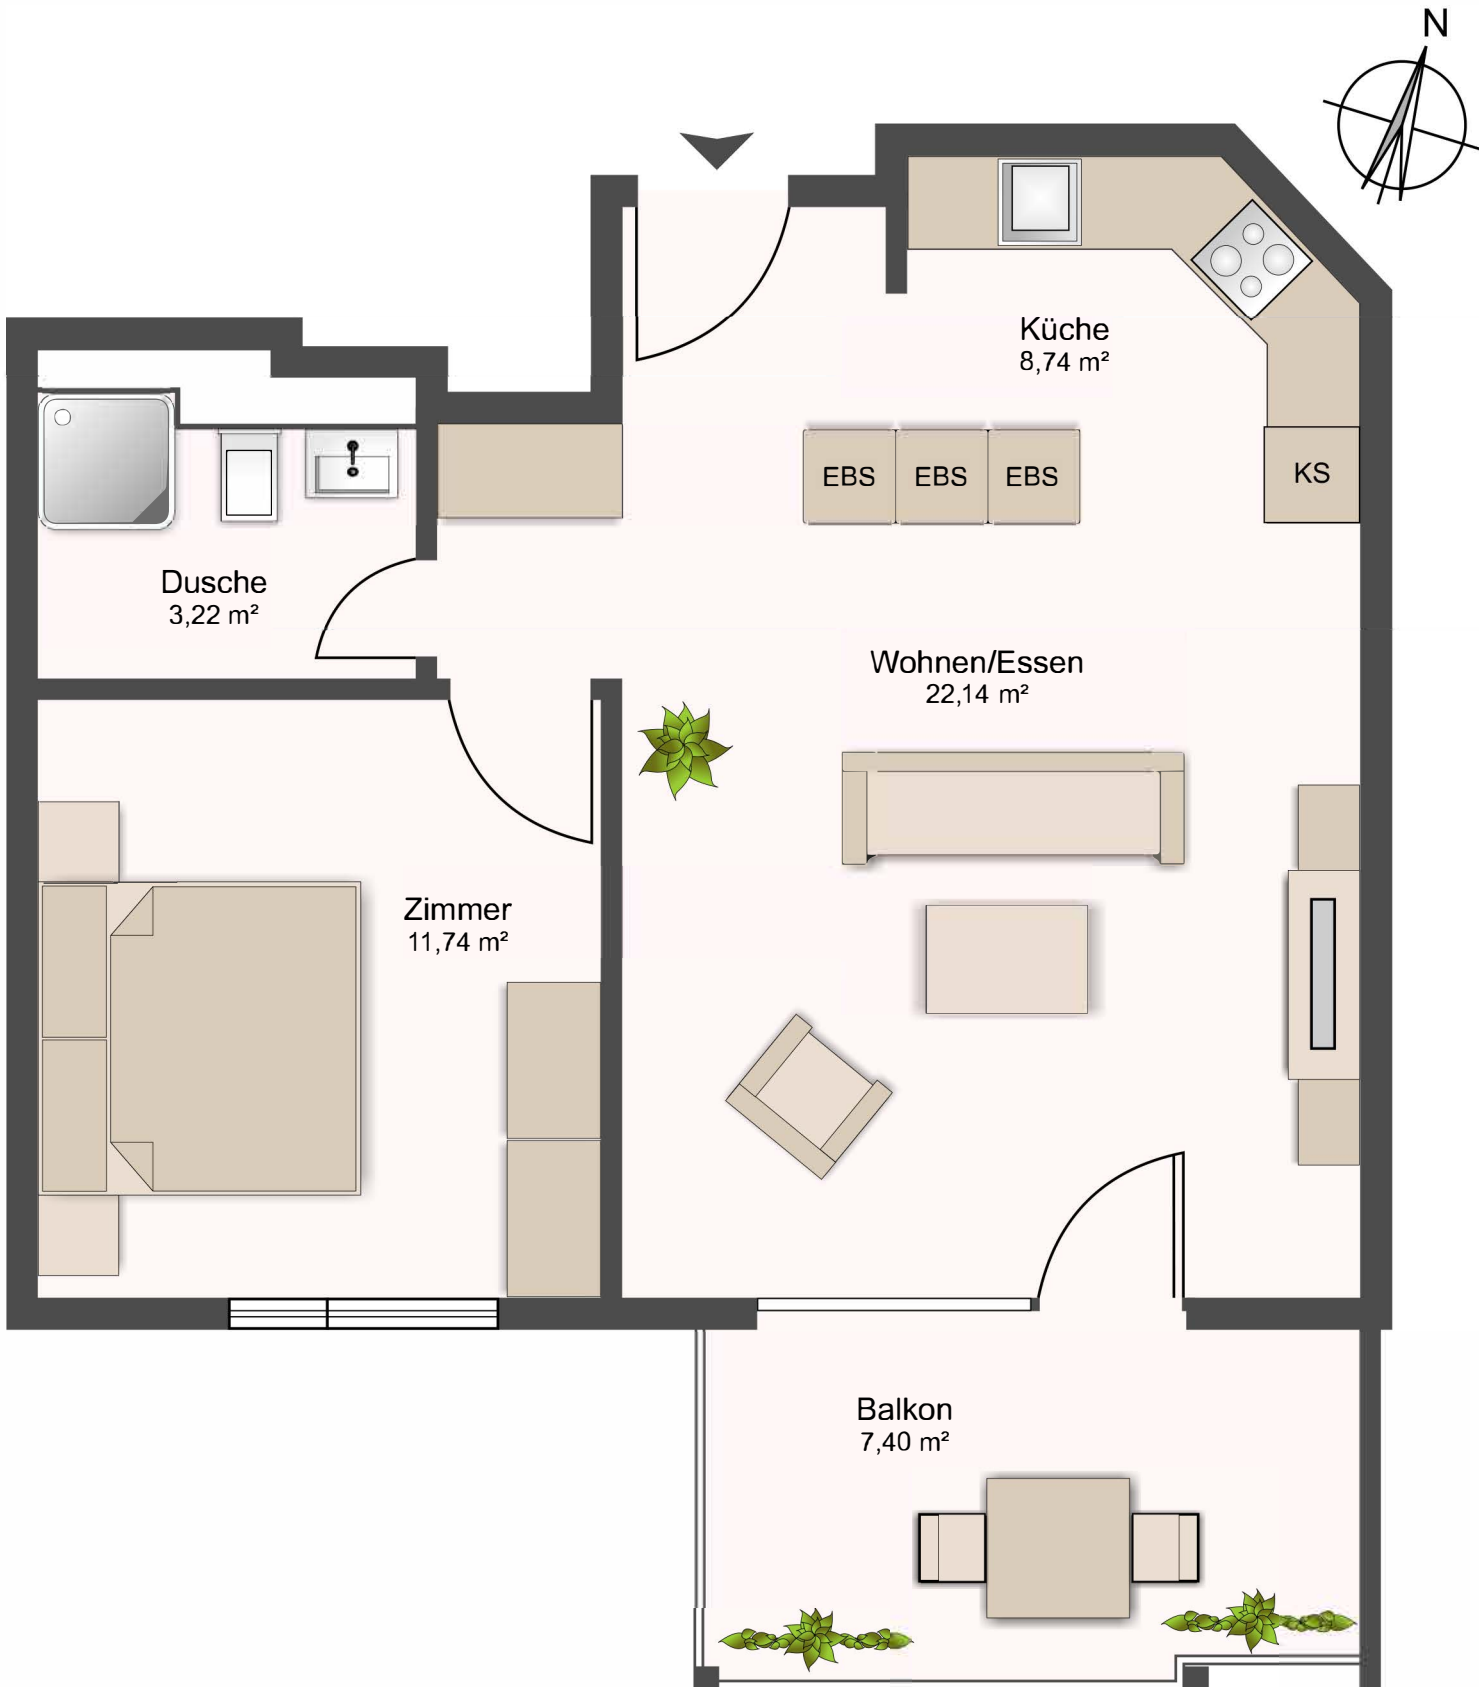 N
Küche
8,74 m²
EBS EBS EBS
KS
Dusche
3,22 m²
Wohnen/Essen
22,14 m²
Zimmer
11,74 m²
Balkon
7,40 m²